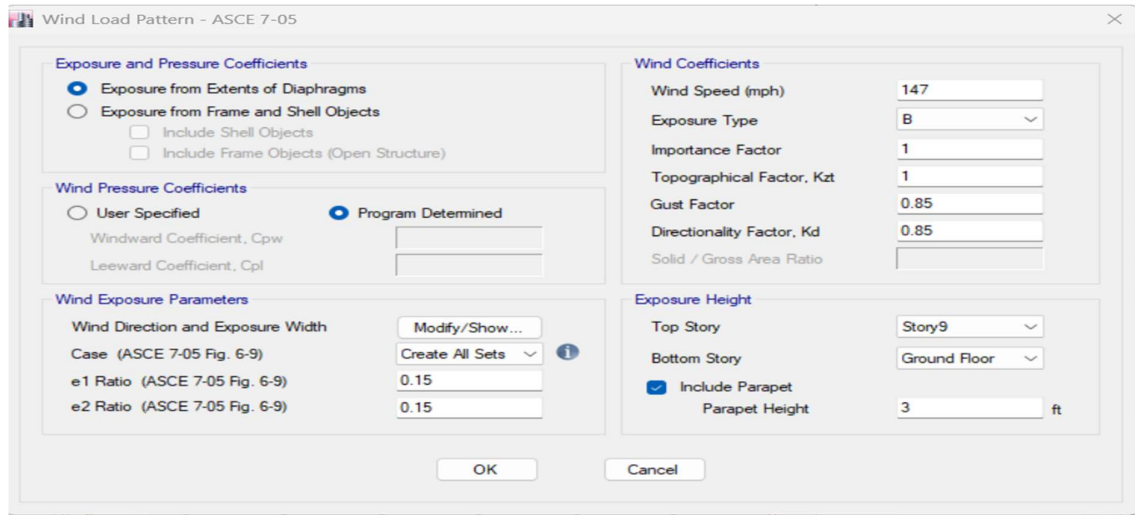 Wind Load Pattern - ASCE 7-05
Exposure and Pressure Coefficients
Exposure from Extents of Diaphragms
Exposure from Frame and Shell Objects
Include Shell Objects
Include Frame Objects (Open Structure)
Wind Pressure Coefficients
User Specified Program Determined
Windward Coefficient, Cpw
Leeward Coefficient, Cpl
Wind Exposure Parameters
Wind Direction and Exposure Width Modify/Show...
Case (ASCE 7-05 Fig. 6-9) Create All Sets
e1 Ratio (ASCE 7-05 Fig. 6-9) 0.15
e2 Ratio (ASCE 7-05 Fig. 6-9) 0.15
Wind Coefficients
Wind Speed (mph) 147
Exposure Type B
Importance Factor 1
Topographical Factor, Kzt 1
Gust Factor 0.85
Directionality Factor, Kd 0.85
Solid / Gross Area Ratio
Exposure Height
Top Story Story9
Bottom Story Ground Floor
Include Parapet
Parapet Height 3 ft
OK Cancel